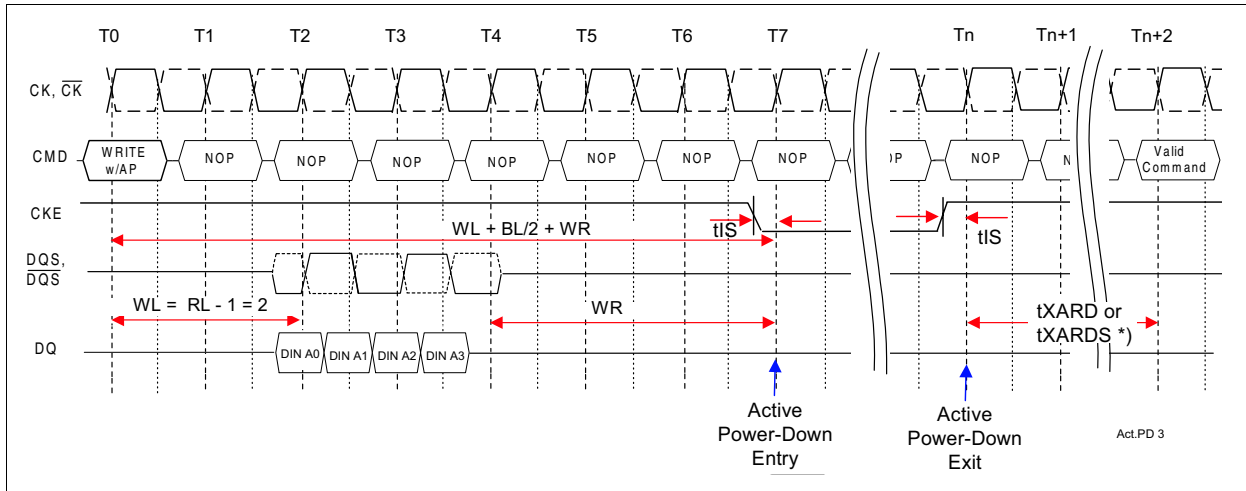 T0 T1 T2 T3 T4 T5 T6 T7 Tn Tn+1 Tn+2
CK, CK
CMD
WRITE
w/AP
NOP NOP NOP NOP NOP NOP NOP OP NOP N Valid
Command
CKE
tIS
tIS
WL + BL/2 + WR
DQS,
DQS
WL = RL - 1 = 2
WR
tXARD or
tXARDS *)
DQ
DIN A0 DIN A1 DIN A2 DIN A3
Active
Power-Down
Entry
Active
Power-Down
Exit
Act.PD 3